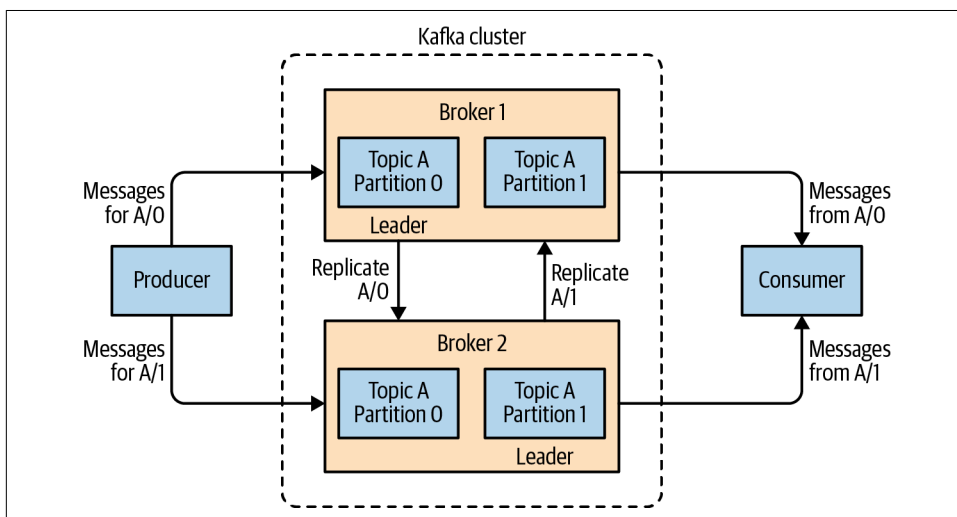 Kafka cluster
Broker 1
Topic A
Partition 0
Topic A
Partition 1
Leader
Messages
for A/0
Messages
from A/0
Producer
Replicate
A/0
Replicate
A/1
Consumer
Messages
for A/1
Messages
from A/1
Broker 2
Topic A
Partition 0
Topic A
Partition 1
Leader